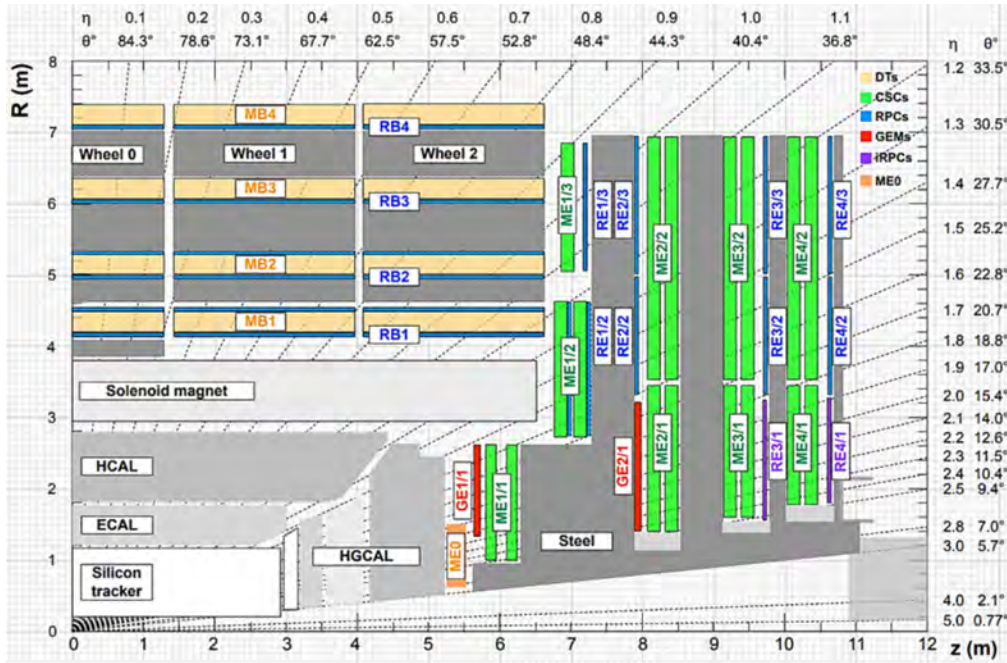 η 0.1 0.2 0.3 0.4 0.5 0.6 0.7 0.8 0.9 1.0 1.1
θ° 84.3° 78.6° 73.1° 67.7° 62.5° 57.5° 52.8° 48.4° 44.3° 40.4° 36.8° η θ°
R (m)
8
7
6
5
4
3
2
1
0
1.2 33.5°
1.3 30.5°
1.4 27.7°
1.5 25.2°
1.6 22.8°
1.7 20.7°
1.8 18.8°
1.9 17.0°
2.0 15.4°
2.1 14.0°
2.2 12.6°
2.3 11.5°
2.4 10.4°
2.5 9.4°
2.8 7.0°
3.0 5.7°
4.0 2.1°
5.0 0.77°
DTs
CSCs
RPCs
GEMs
iRPCs
ME0
MB4
RB4
Wheel 0 Wheel 1 Wheel 2
MB3
RB3
MB2
RB2
MB1
RB1
ME1/3
RE1/3
RE2/3
ME2/2
ME3/2
RE3/3
ME4/2
RE4/3
ME1/2
RE1/2
RE2/2
RE3/2
RE4/2
Solenoid magnet
HCAL
ECAL
Silicon
tracker
HGCAL
ME0
GE1/1
ME1/1
Steel
GE2/1
ME2/1
ME3/1
RE3/1
ME4/1
RE4/1
0 1 2 3 4 5 6 7 8 9 10 11 12
z (m)